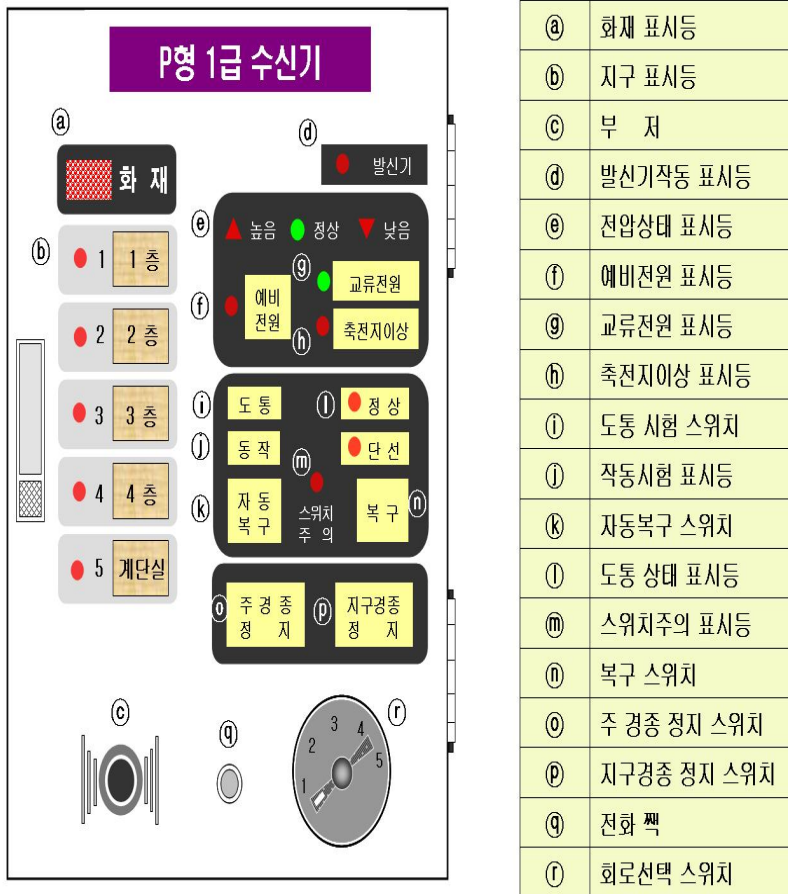 P형 1급 수신기
ⓐ
ⓓ
화 재
발신기
ⓑ
1 1 층
2 2 층
3 3 층
4 4 층
5 계단실
ⓔ 높음 정상 낮음
ⓖ
ⓕ 예비
전원
교류전원
ⓗ 축전지이상
ⓘ 도 통
ⓛ 정 상
ⓙ 동 작
단 선
ⓜ
ⓚ 자 동
복 구
스위치
주 의
복 구 ⓝ
ⓞ 주 경 종
정 지
ⓟ 지구경종
정 지
ⓒ
ⓠ
ⓡ
1 2 3 4 5
ⓐ 화재 표시등
ⓑ 지구 표시등
ⓒ 부 저
ⓓ 발신기작동 표시등
ⓔ 전압상태 표시등
ⓕ 예비전원 표시등
ⓖ 교류전원 표시등
ⓗ 축전지이상 표시등
ⓘ 도통 시험 스위치
ⓙ 작동시험 표시등
ⓚ 자동복구 스위치
ⓛ 도통 상태 표시등
ⓜ 스위치주의 표시등
ⓝ 복구 스위치
ⓞ 주 경종 정지 스위치
ⓟ 지구경종 정지 스위치
ⓠ 전화 짹
ⓡ 회로선택 스위치